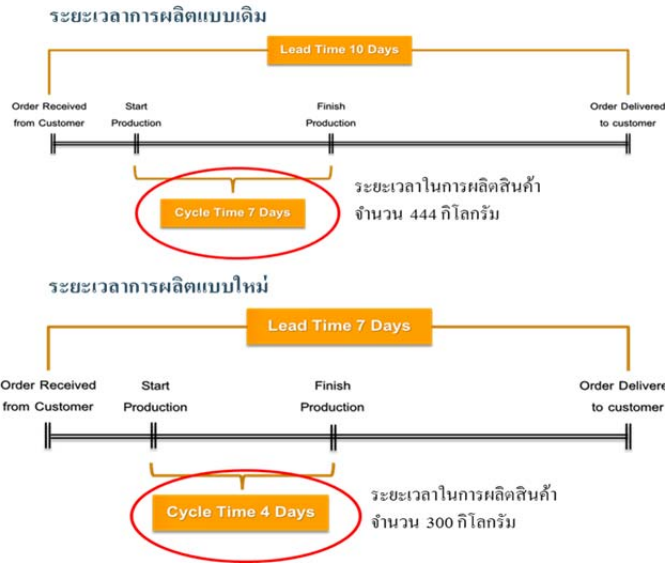 ระยะเวลาการผลิตแบบเดิม
Lead Time 10 Days
Order Received
from Customer
Start
Production
Finish
Production
Order Delivered
to customer
Cycle Time 7 Days
ระยะเวลาในการผลิตสินค้า
จำนวน 444 กิโลกรัม
ระยะเวลาการผลิตแบบใหม่
Lead Time 7 Days
Order Received
from Customer
Start
Production
Finish
Production
Order Delivere
to customer
Cycle Time 4 Days
ระยะเวลาในการผลิตสินค้า
จำนวน 300 กิโลกรัม